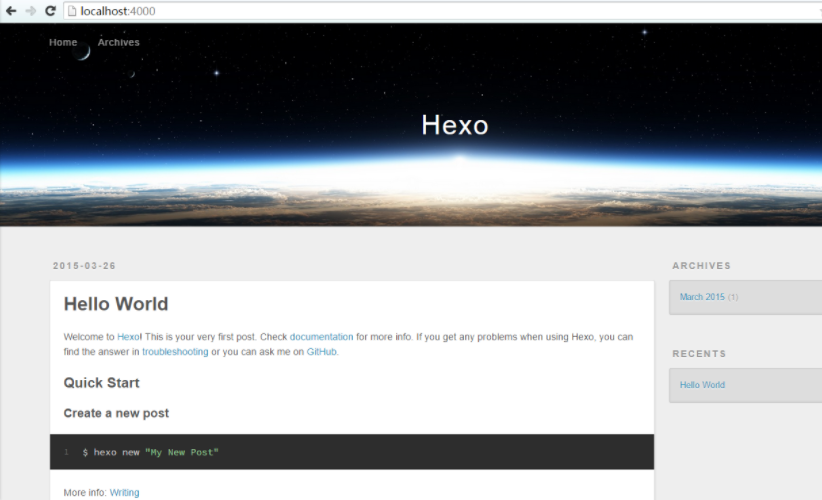 localhost:4000
Home Archives
Hexo
2015-03-26
Hello World
Welcome to Hexo! This is your very first post. Check documentation for more info. If you get any problems when using Hexo, you can
find the answer in troubleshooting or you can ask me on GitHub.
Quick Start
Create a new post
1 $ hexo new "My New Post"
More info: Writing
ARCHIVES
March 2015 (1)
RECENTS
Hello World